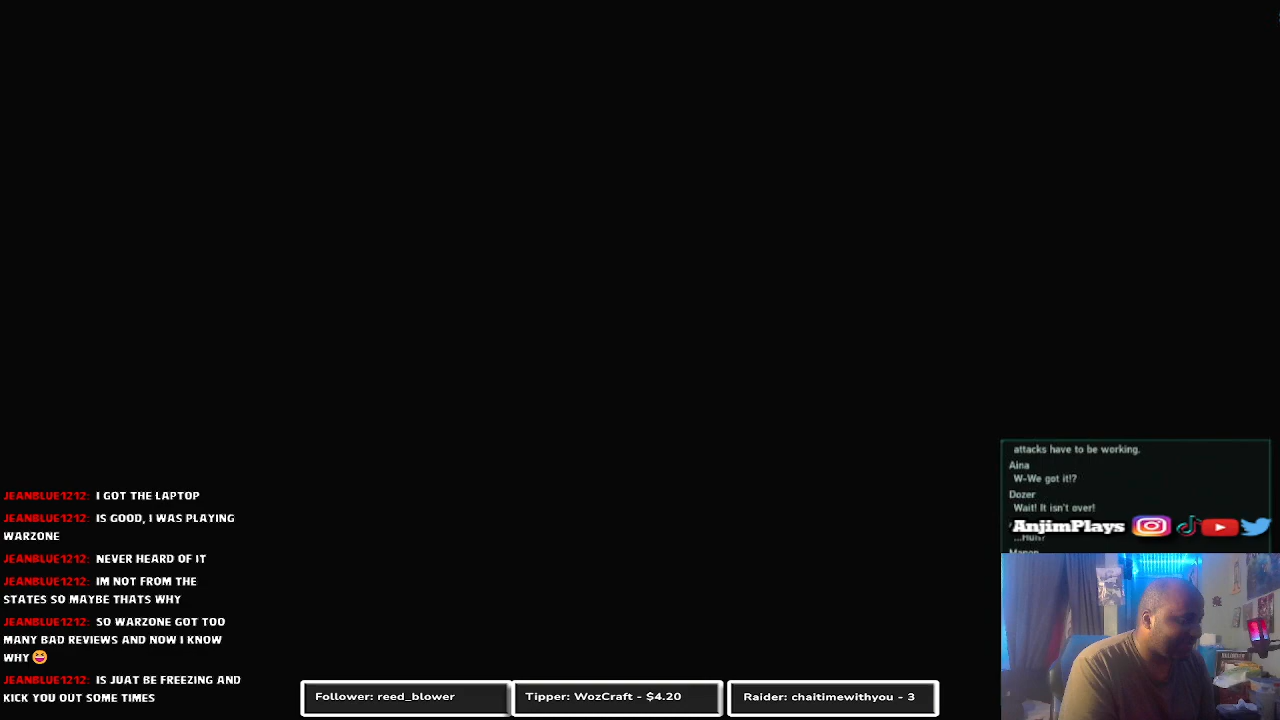 attacks have to be working.
Aina
W-We got it!?
Dozer
Wait! It isn't over!
AnjimPlays
...Huh?
JEANBLUE1212: I GOT THE LAPTOP
JEANBLUE1212: IS GOOD, I WAS PLAYING
WARZONE
JEANBLUE1212: NEVER HEARD OF IT
JEANBLUE1212: IM NOT FROM THE
STATES SO MAYBE THATS WHY
JEANBLUE1212: SO WARZONE GOT TOO
MANY BAD REVIEWS AND NOW I KNOW
WHY 😆
JEANBLUE1212: IS JUAT BE FREEZING AND
KICK YOU OUT SOME TIMES
Follower: reed_blower
Tipper: WozCraft - $4.20
Raider: chaitimewithyou - 3